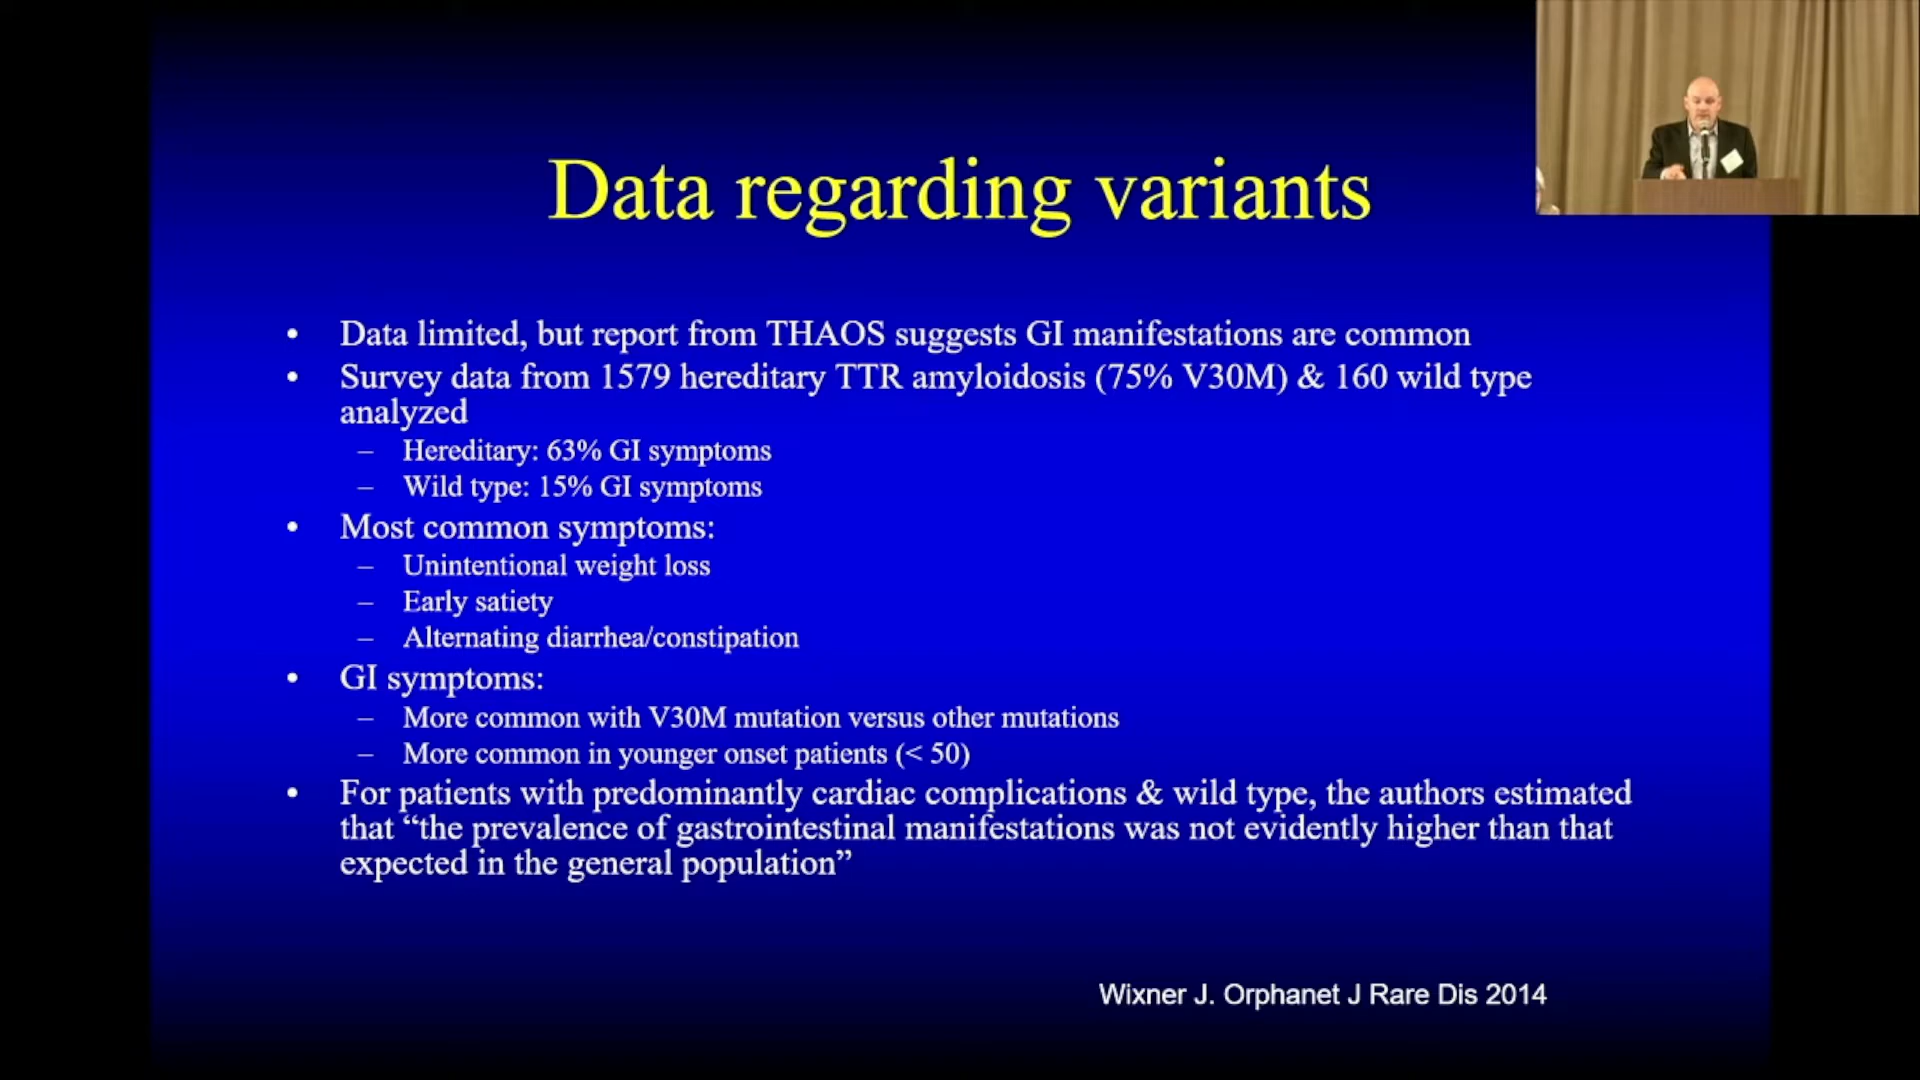 Data regarding variants
• Data limited, but report from THAOS suggests GI manifestations are common
• Survey data from 1579 hereditary TTR amyloidosis (75% V30M) & 160 wild type
analyzed
– Hereditary: 63% GI symptoms
– Wild type: 15% GI symptoms
• Most common symptoms:
– Unintentional weight loss
– Early satiety
– Alternating diarrhea/constipation
• GI symptoms:
– More common with V30M mutation versus other mutations
– More common in younger onset patients (< 50)
• For patients with predominantly cardiac complications & wild type, the authors estimated
that “the prevalence of gastrointestinal manifestations was not evidently higher than that
expected in the general population”
Wixner J. Orphanet J Rare Dis 2014